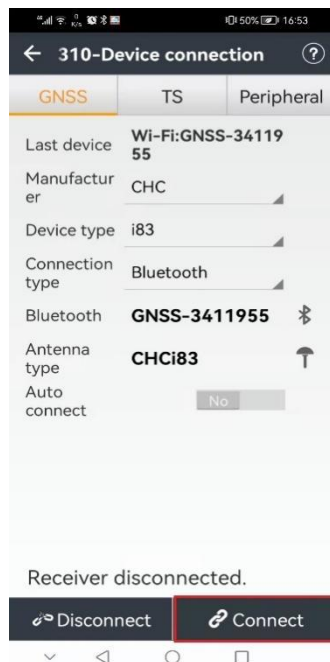 0 K/s 50% 16:53
← 310-Device connection ?
GNSS TS Peripheral
Last device Wi-Fi:GNSS-34119
55
Manufactur
er CHC
Device type i83
Connection
type Bluetooth
Bluetooth GNSS-3411955
Antenna
type CHCi83
Auto
connect No
Receiver disconnected.
Disconnect Connect